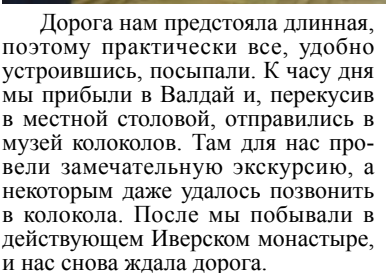 Дорога нам предстояла длинная,
поэтому практически все, удобно
устроившись, посыпали. К часу дня
мы прибыли в Валдай и, перекусив
в местной столовой, отправились в
музей колоколов. Там для нас про-
вели замечательную экскурсию, а
некоторым даже удалось позвонить
в колокола. После мы побывали в
действующем Иверском монастыре,
и нас снова ждала дорога.